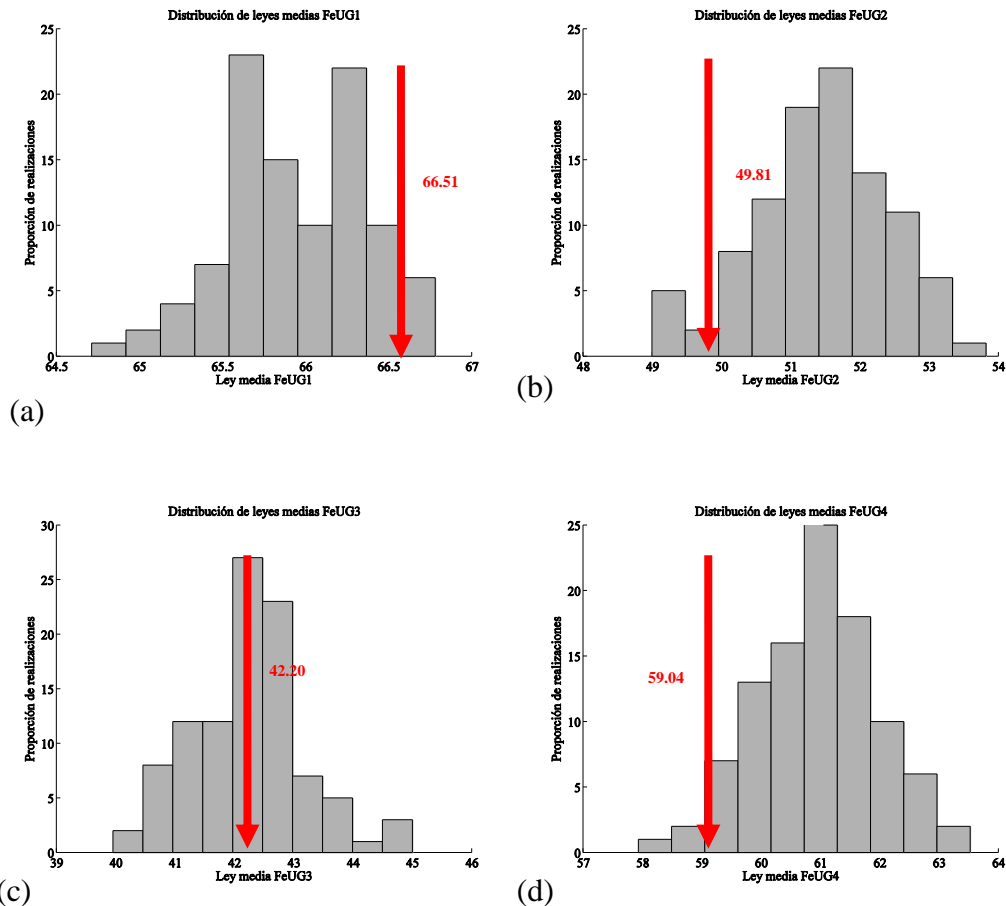 Distribución de leyes medias FeUG1
25
20
15
10
5
0
Proporción de realizaciones
66.51
64.5 65 65.5 66 66.5 67
Ley media FeUG1
(a)
Distribución de leyes medias FeUG2
25
20
15
10
5
0
Proporción de realizaciones
49.81
48 49 50 51 52 53 54
Ley media FeUG2
(b)
Distribución de leyes medias FeUG3
30
25
20
15
10
5
0
Proporción de realizaciones
42.20
39 40 41 42 43 44 45 46
Ley media FeUG3
(c)
Distribución de leyes medias FeUG4
25
20
15
10
5
0
Proporción de realizaciones
59.04
57 58 59 60 61 62 63 64
Ley media FeUG4
(d)